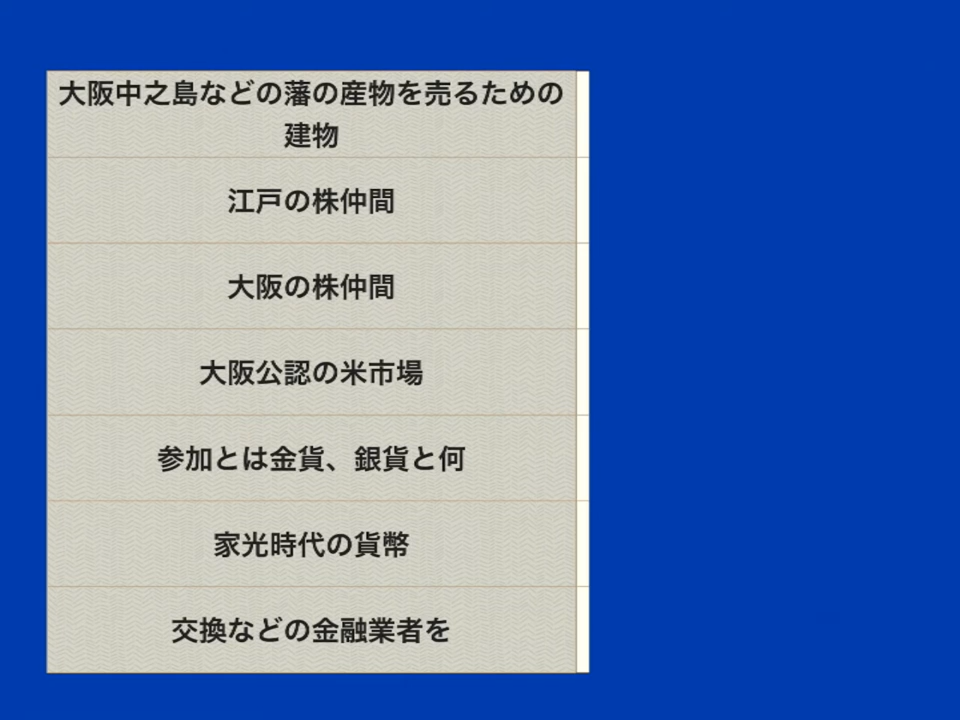 大阪中之島などの藩の産物を売るための
建物
江戸の株仲間
大阪の株仲間
大阪公認の米市場
参加とは金貨、銀貨と何
家光時代の貨幣
交換などの金融業者を